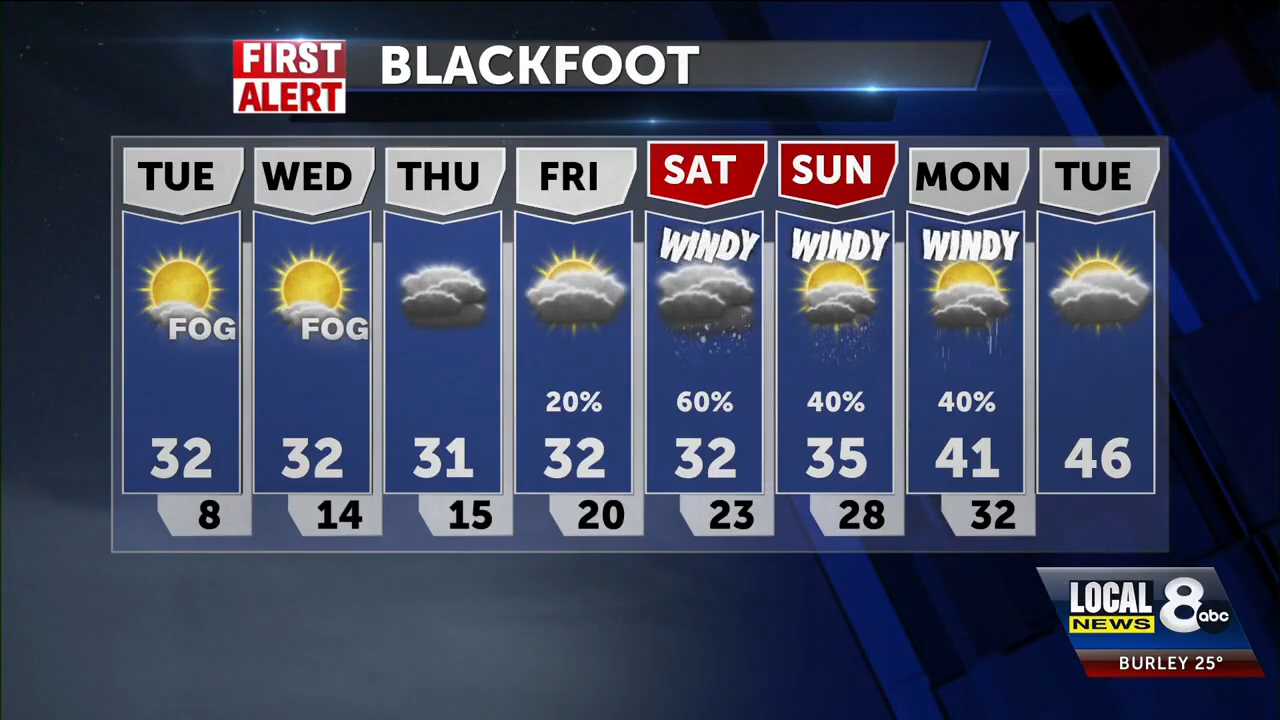 FIRST
ALERT
BLACKFOOT
TUE WED THU FRI SAT SUN MON TUE
WINDY WINDY WINDY
FOG FOG
20% 60% 40% 40%
32 32 31 32 32 35 41 46
8 14 15 20 23 28 32
LOCAL
NEWS
8
abc
BURLEY 25°